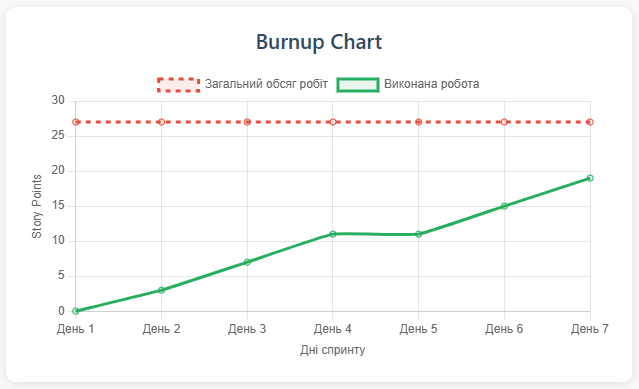 Burnup Chart
Загальний обсяг робіт Виконана робота
30
25
20
15
10
5
0
Story Points
День 1 День 2 День 3 День 4 День 5 День 6 День 7
Дні спринту